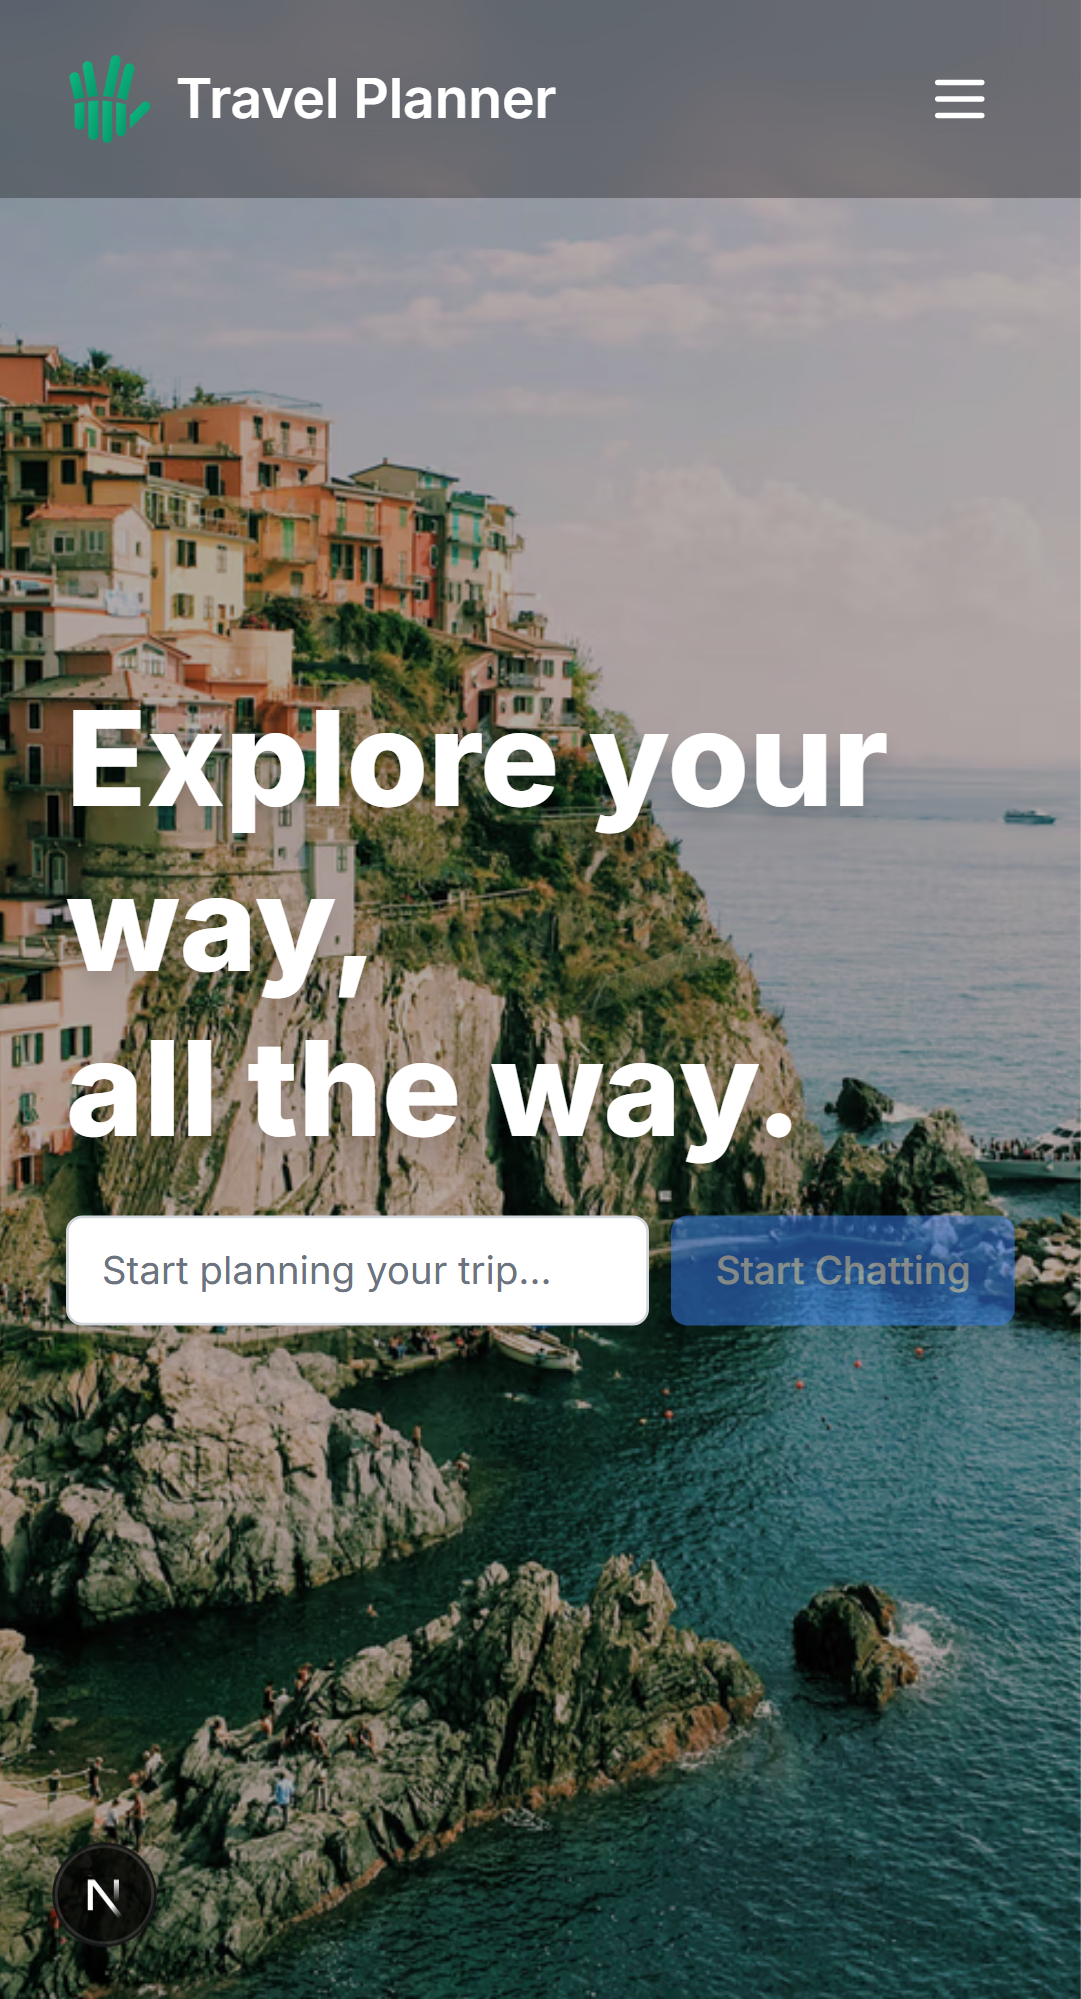 Travel Planner
Explore your
way,
all the way.
Start planning your trip...
Start Chatting
N